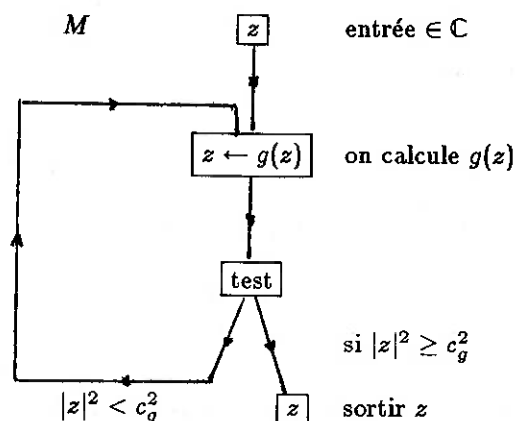 M z entrée ∈ ℂ
z ← g(z) on calcule g(z)
test
si |z|² ≥ c_g²
|z|² < c_g² z sortir z